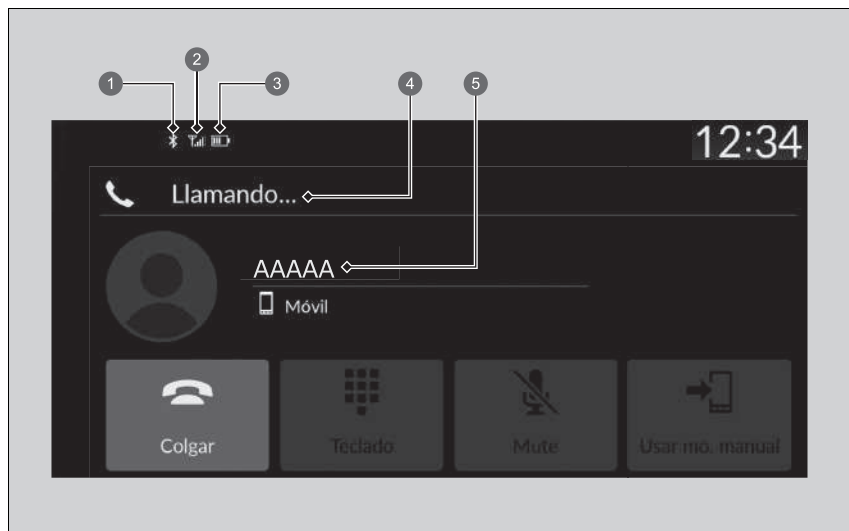 2
1
3
4
5
12:34
Llamando...
AAAAA
Móvil
Colgar
Teclado
Mute
Usar mó. manual